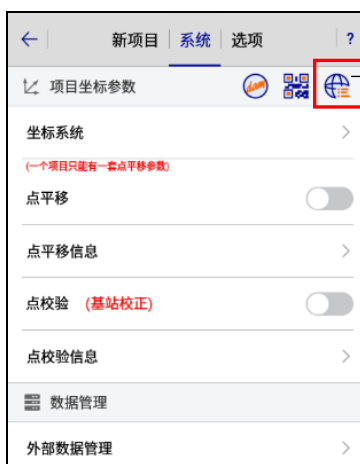 新项目 系统 选项 ?
项目坐标参数 dam
坐标系统
(一个项目只能有一套点平移参数)
点平移
点平移信息
点校验 (基站校正)
点校验信息
数据管理
外部数据管理